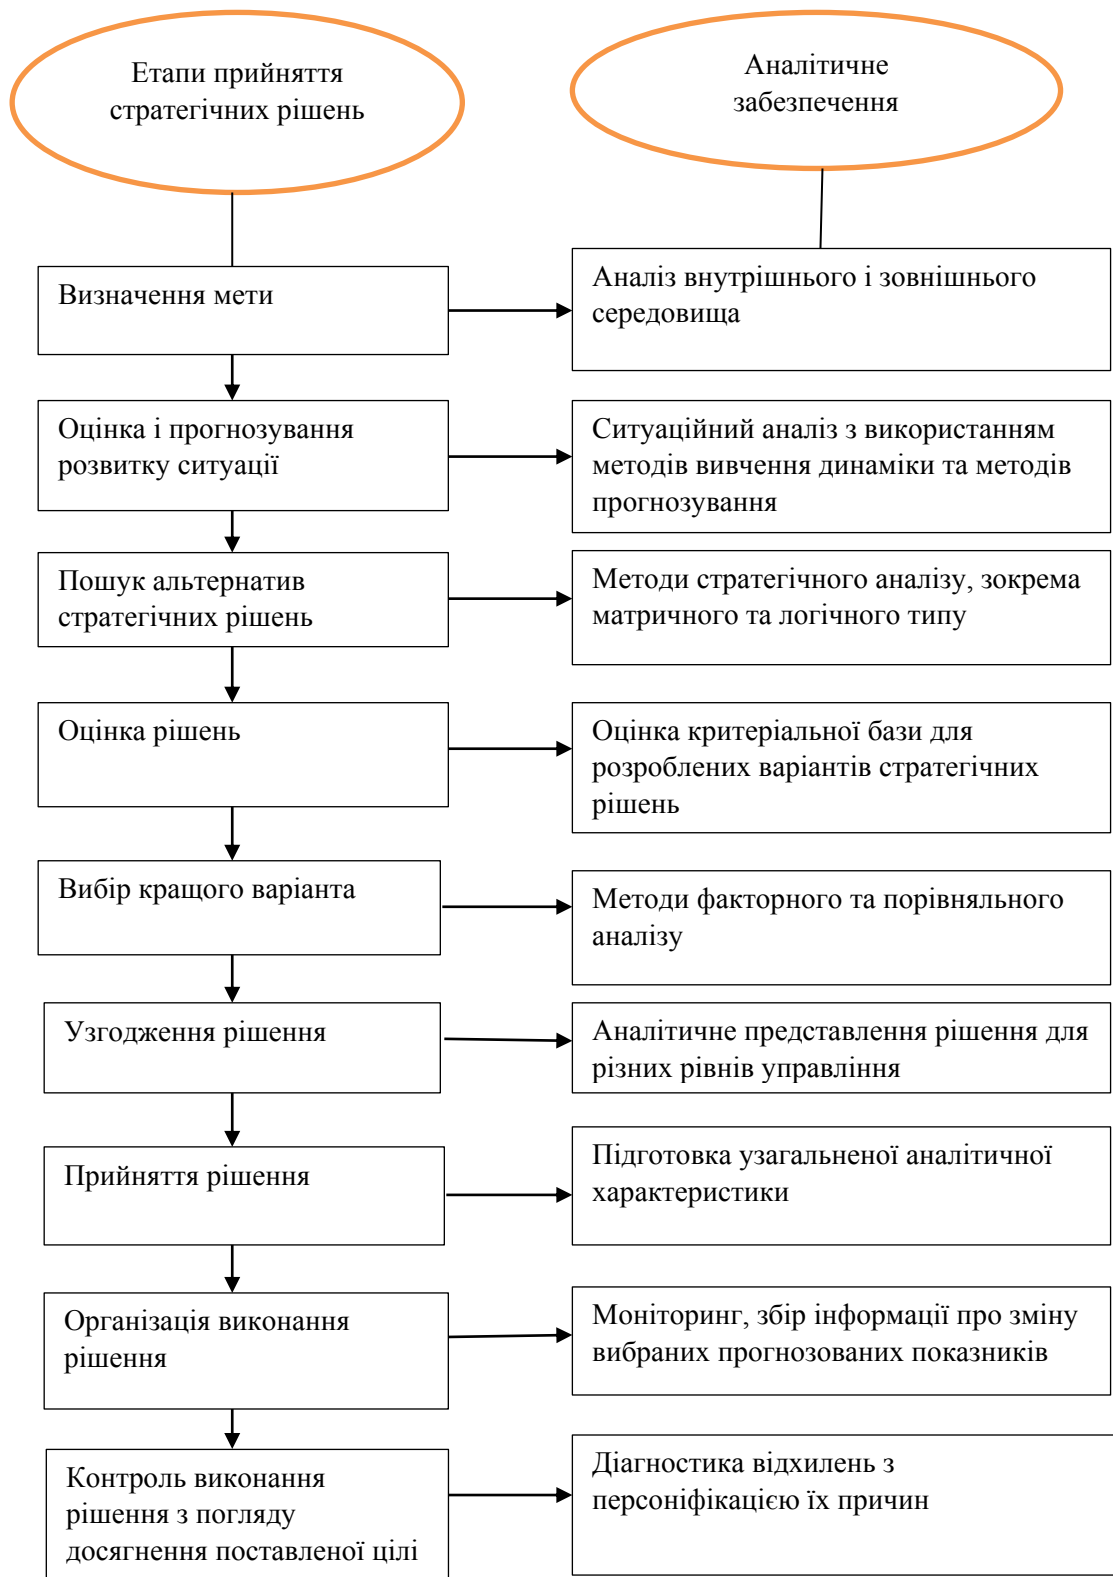 Етапи прийняття
стратегічних рішень
Аналітичне
забезпечення
Визначення мети
Аналіз внутрішнього і зовнішнього
середовища
Оцінка і прогнозування
розвитку ситуації
Ситуаційний аналіз з використанням
методів вивчення динаміки та методів
прогнозування
Пошук альтернатив
стратегічних рішень
Методи стратегічного аналізу, зокрема
матричного та логічного типу
Оцінка рішень
Оцінка критеріальної бази для
розроблених варіантів стратегічних
рішень
Вибір кращого варіанта
Методи факторного та порівняльного
аналізу
Узгодження рішення
Аналітичне представлення рішення для
різних рівнів управління
Прийняття рішення
Підготовка узагальненої аналітичної
характеристики
Організація виконання
рішення
Моніторинг, збір інформації про зміну
вибраних прогнозованих показників
Контроль виконання
рішення з погляду
досягнення поставленої цілі
Діагностика відхилень з
персоніфікацією їх причин